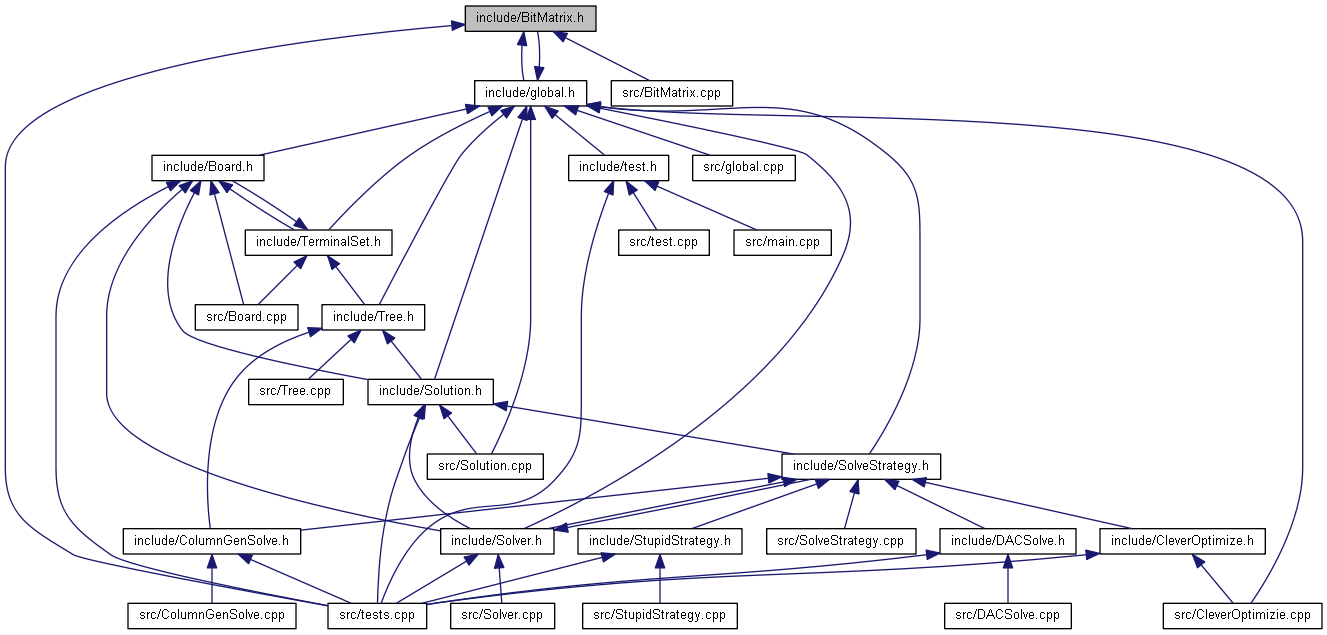 include/BitMatrix.h
include/global.h
src/BitMatrix.cpp
include/Board.h
include/test.h
src/global.cpp
include/TerminalSet.h
src/test.cpp
src/main.cpp
src/Board.cpp
include/Tree.h
src/Tree.cpp
include/Solution.h
src/Solution.cpp
include/SolveStrategy.h
include/ColumnGenSolve.h
include/Solver.h
include/StupidStrategy.h
src/SolveStrategy.cpp
include/DACSolve.h
include/CleverOptimize.h
src/ColumnGenSolve.cpp
src/tests.cpp
src/Solver.cpp
src/StupidStrategy.cpp
src/DACSolve.cpp
src/CleverOptimizie.cpp